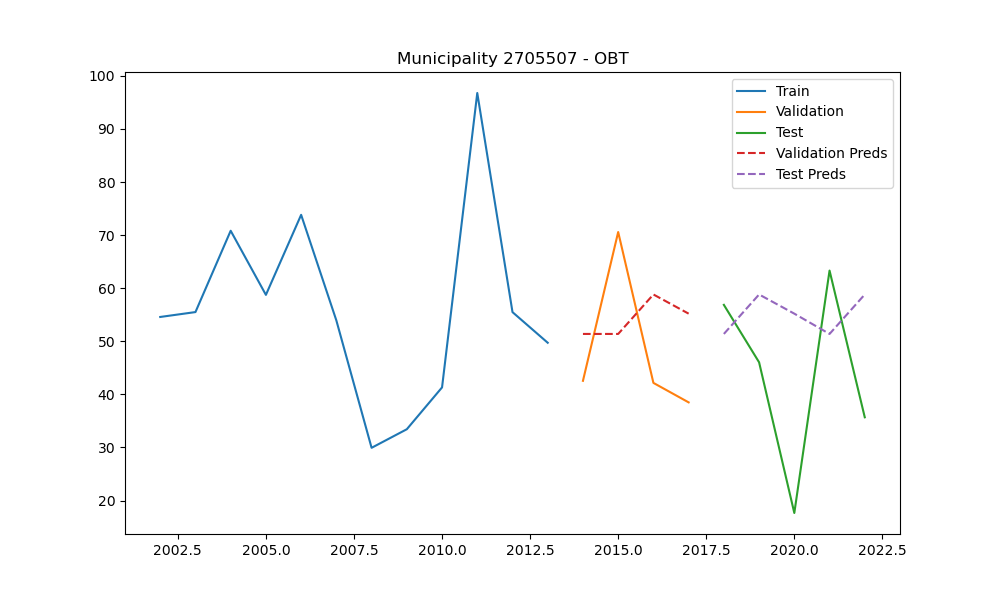 Municipality 2705507 - OBT
100
90
80
70
60
50
40
30
20
Train
Validation
Test
Validation Preds
Test Preds
2002.5 2005.0 2007.5 2010.0 2012.5 2015.0 2017.5 2020.0 2022.5